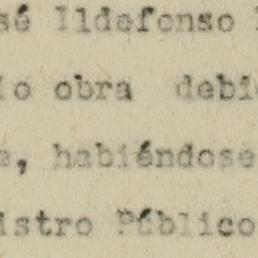 sé Ildefonso
lo obra debi
e, habiéndose
istro Público